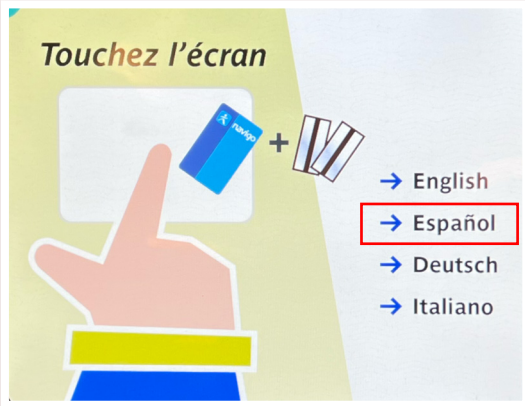 Touchez l'écran
navigo
+
→ English
→ Español
→ Deutsch
→ Italiano